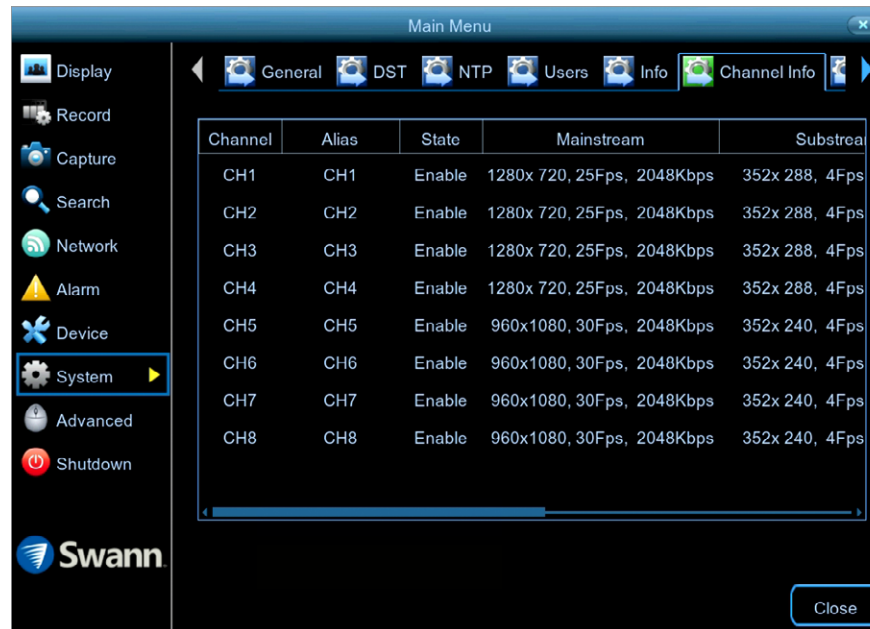 Main Menu
Display
Record
Capture
Search
Network
Alarm
Device
System
Advanced
Shutdown
Swann
General DST NTP Users Info Channel Info
Channel Alias State Mainstream Substrea
CH1 CH1 Enable 1280x 720, 25Fps, 2048Kbps 352x 288, 4Fps
CH2 CH2 Enable 1280x 720, 25Fps, 2048Kbps 352x 288, 4Fps
CH3 CH3 Enable 1280x 720, 25Fps, 2048Kbps 352x 288, 4Fps
CH4 CH4 Enable 1280x 720, 25Fps, 2048Kbps 352x 288, 4Fps
CH5 CH5 Enable 960x1080, 30Fps, 2048Kbps 352x 240, 4Fps
CH6 CH6 Enable 960x1080, 30Fps, 2048Kbps 352x 240, 4Fps
CH7 CH7 Enable 960x1080, 30Fps, 2048Kbps 352x 240, 4Fps
CH8 CH8 Enable 960x1080, 30Fps, 2048Kbps 352x 240, 4Fps
Close